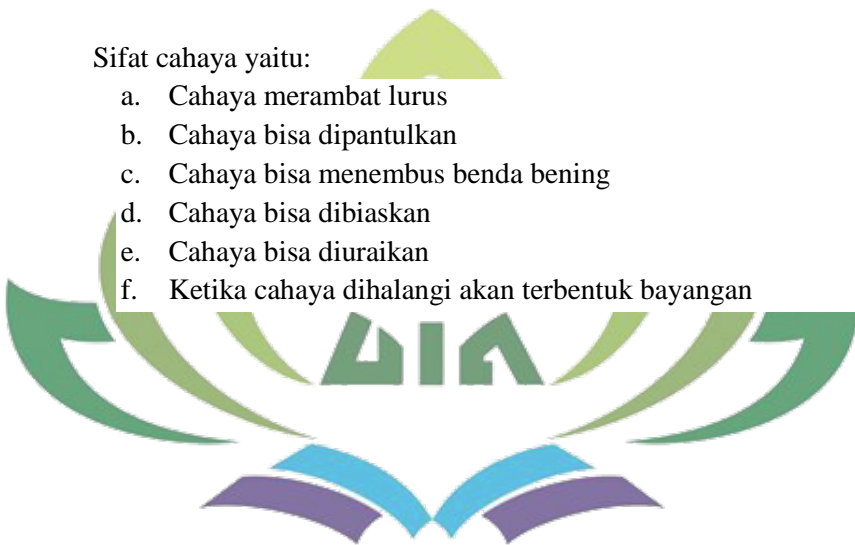 Sifat cahaya yaitu:
a. Cahaya merambat lurus
b. Cahaya bisa dipantulkan
c. Cahaya bisa menembus benda bening
d. Cahaya bisa dibiaskan
e. Cahaya bisa diuraikan
f. Ketika cahaya dihalangi akan terbentuk bayangan